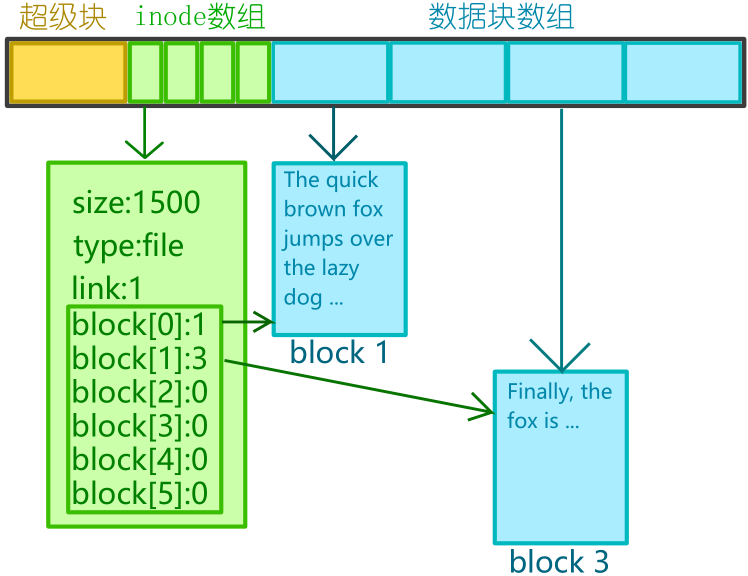 超级块
inode数组
数据块数组
size:1500
type:file
link:1
block[0]:1
block[1]:3
block[2]:0
block[3]:0
block[4]:0
block[5]:0
The quick
brown fox
jumps over
the lazy
dog ...
block 1
Finally, the
fox is ...
block 3